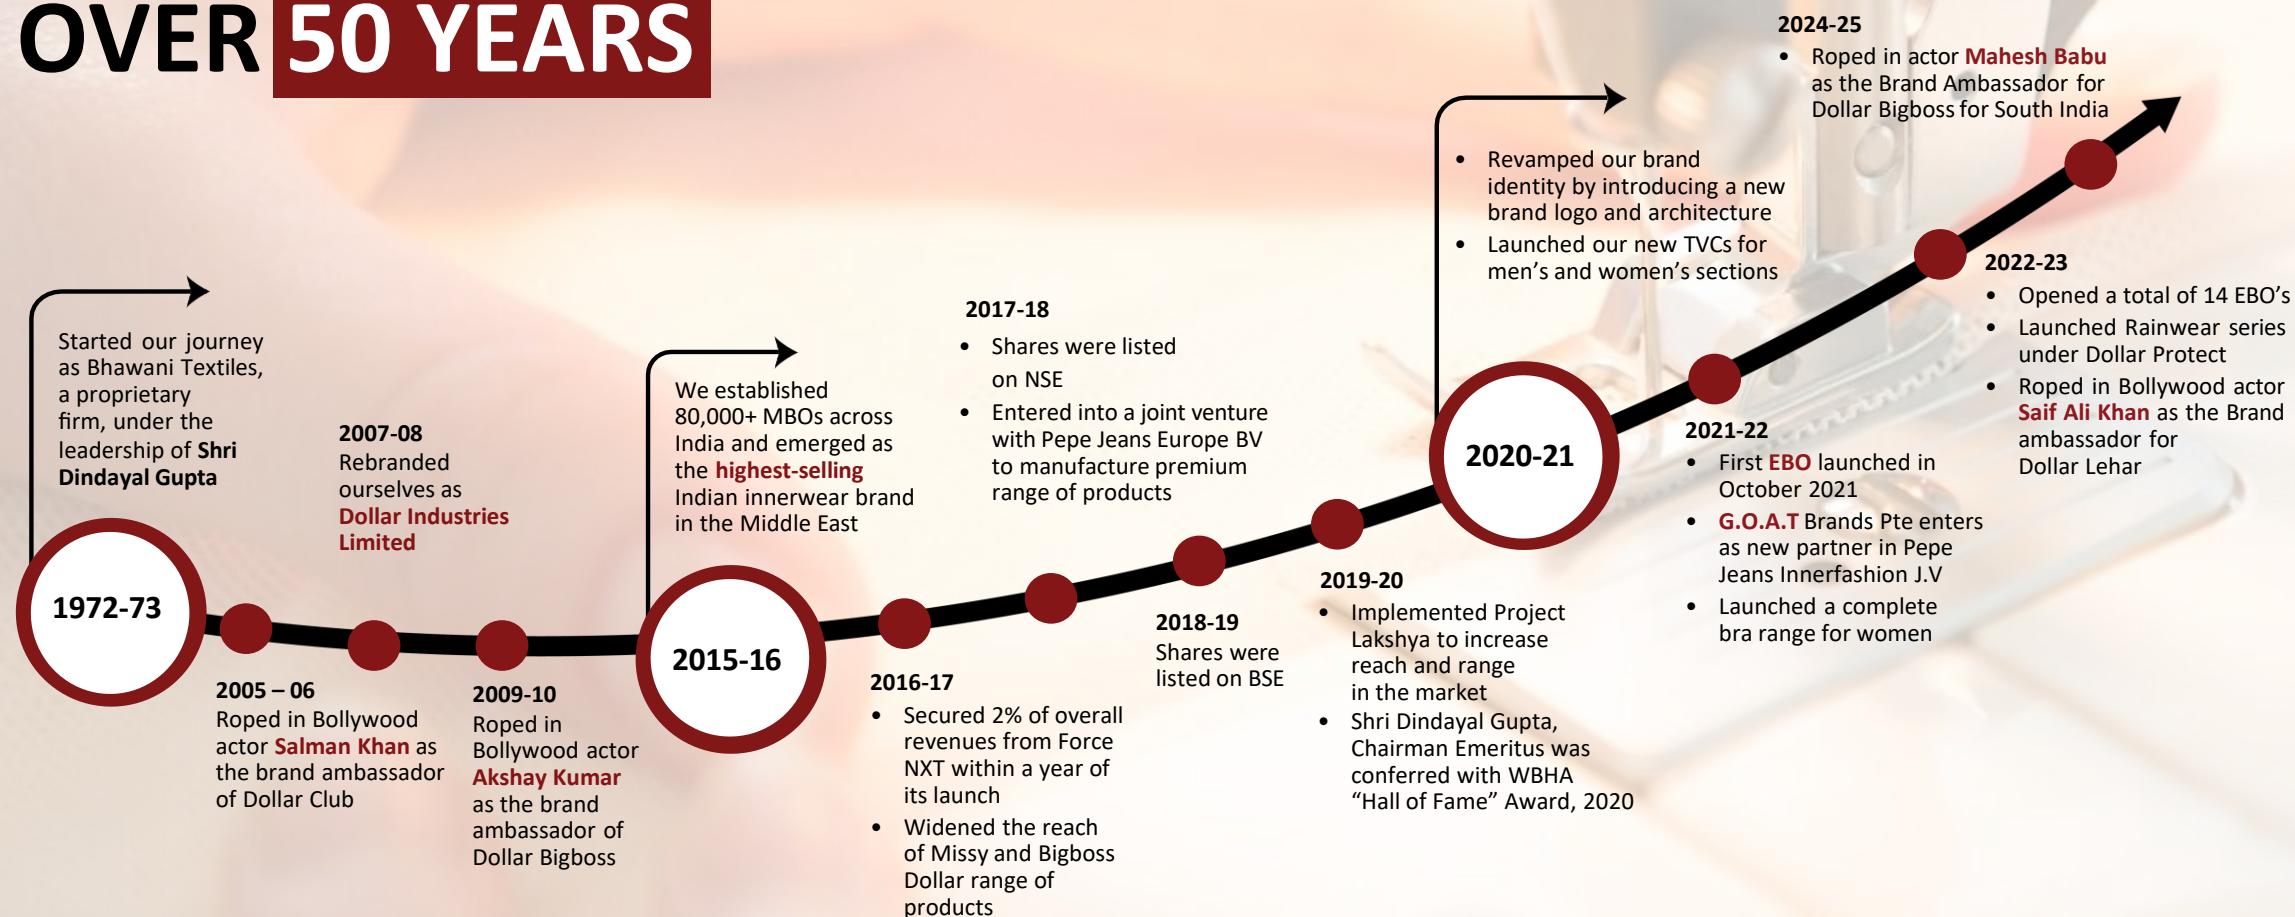 OVER 50 YEARS
1972-73
Started our journey
as Bhawani Textiles,
a proprietary
firm, under the
leadership of Shri
Dindayal Gupta
2005 – 06
Roped in Bollywood
actor Salman Khan as
the brand ambassador
of Dollar Club
2007-08
Rebranded
ourselves as
Dollar Industries
Limited
2009-10
Roped in
Bollywood actor
Akshay Kumar
as the brand
ambassador of
Dollar Bigboss
2015-16
We established
80,000+ MBOs across
India and emerged as
the highest-selling
Indian innerwear brand
in the Middle East
2016-17
• Secured 2% of overall
revenues from Force
NXT within a year of
its launch
• Widened the reach
of Missy and Bigboss
Dollar range of
products
2017-18
• Shares were listed
on NSE
• Entered into a joint venture
with Pepe Jeans Europe BV
to manufacture premium
range of products
2018-19
Shares were
listed on BSE
2019-20
• Implemented Project
Lakshya to increase
reach and range
in the market
• Shri Dindayal Gupta,
Chairman Emeritus was
conferred with WBHA
“Hall of Fame” Award, 2020
2020-21
• Revamped our brand
identity by introducing a new
brand logo and architecture
• Launched our new TVCs for
men’s and women’s sections
2021-22
• First EBO launched in
October 2021
• G.O.A.T Brands Pte enters
as new partner in Pepe
Jeans Innerfashion J.V
• Launched a complete
bra range for women
2022-23
• Opened a total of 14 EBO’s
• Launched Rainwear series
under Dollar Protect
• Roped in Bollywood actor
Saif Ali Khan as the Brand
ambassador for
Dollar Lehar
2024-25
• Roped in actor Mahesh Babu
as the Brand Ambassador for
Dollar Bigboss for South India